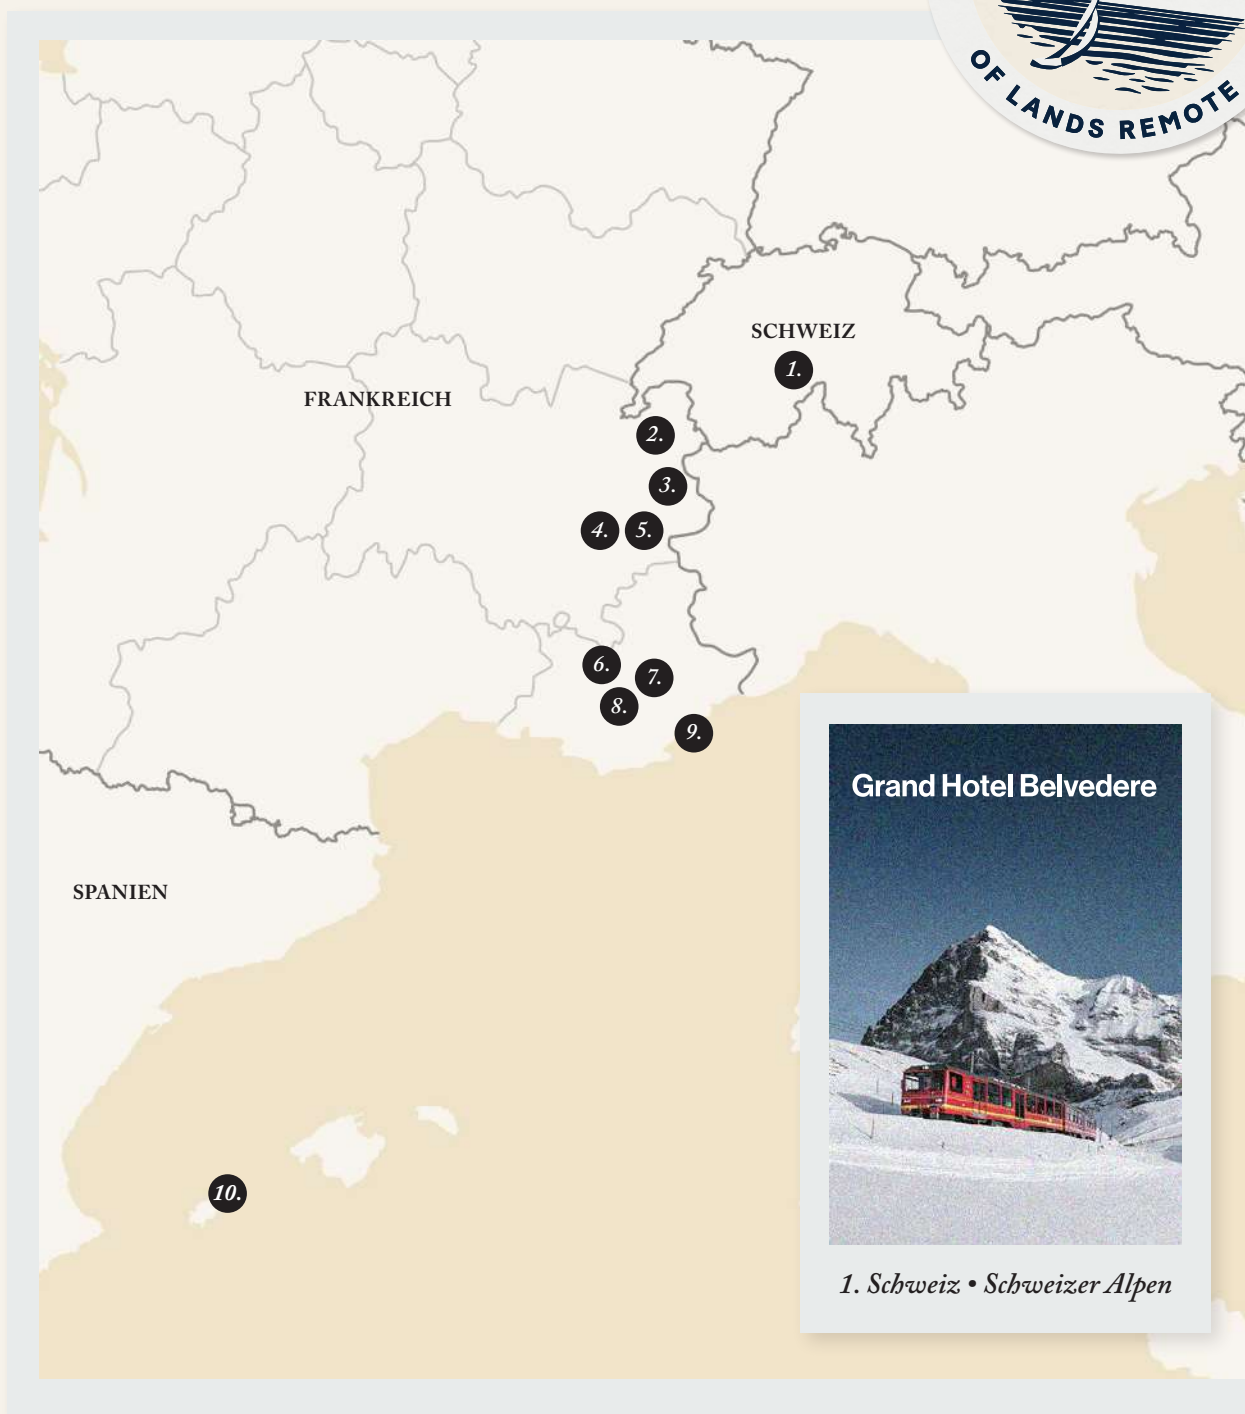 OF LANDS REMOTE
SCHWEIZ
1.
FRANKREICH
2.
3.
4. 5.
6. 7.
8.
9.
SPANIEN
10.
Grand Hotel Belvedere
1. Schweiz • Schweizer Alpen